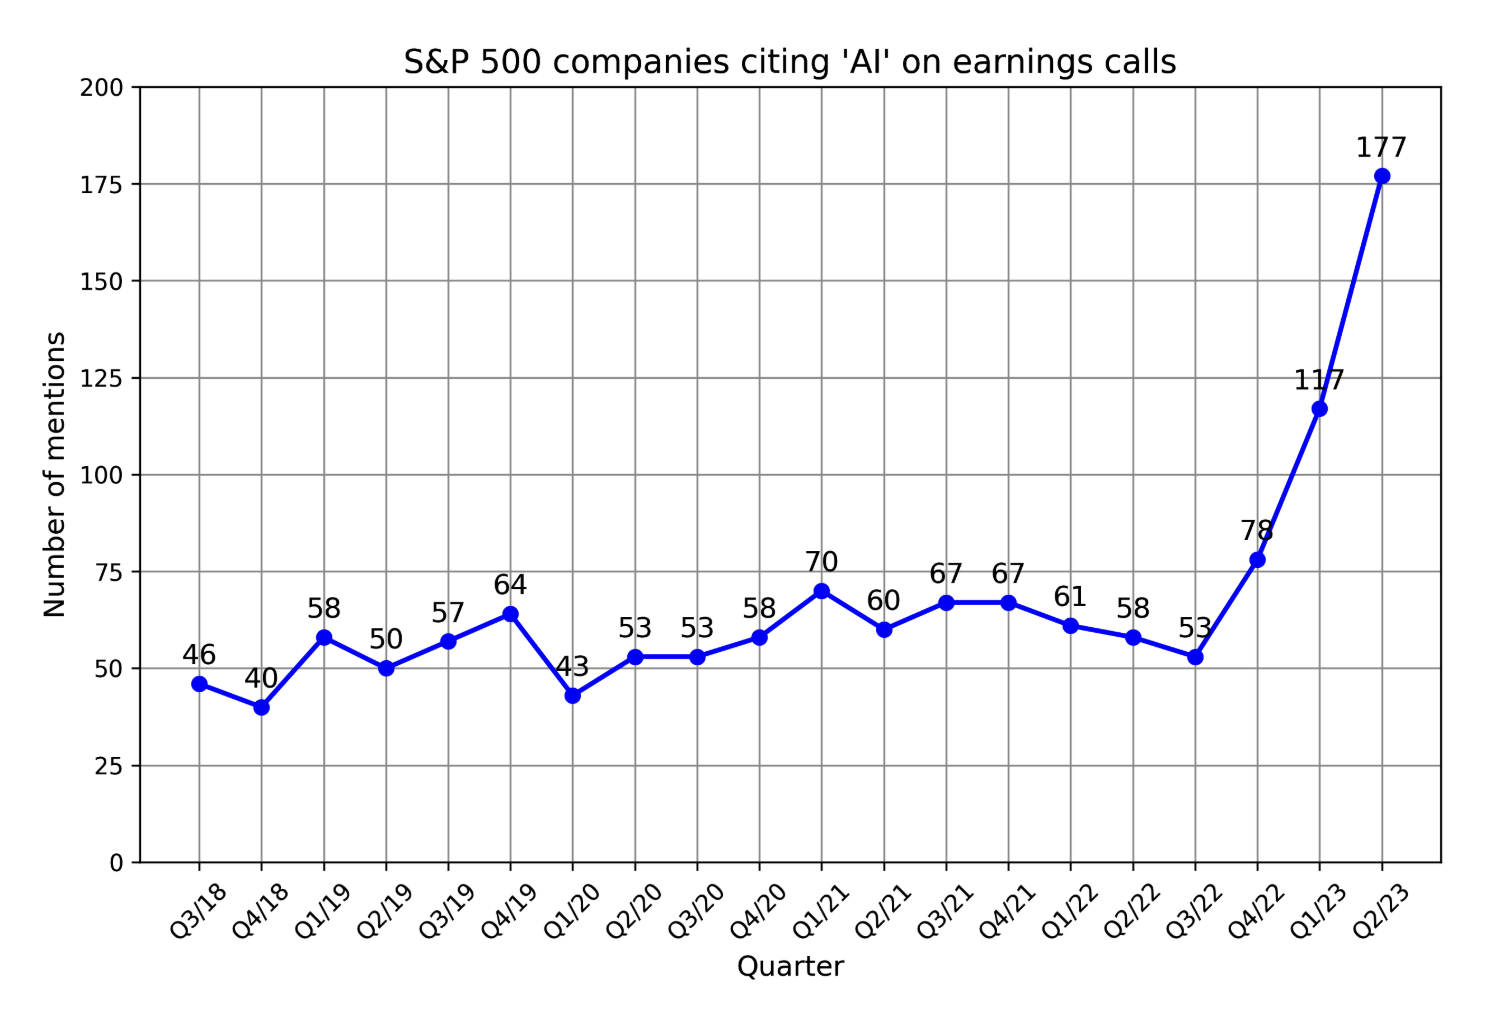 S&P 500 companies citing 'AI' on earnings calls
200
175
150
125
100
75
50
25
0
Number of mentions
46
40
58
50
57
64
43
53
53
58
70
60
67
67
61
58
53
78
117
177
Q3/18
Q4/18
Q1/19
Q2/19
Q3/19
Q4/19
Q1/20
Q2/20
Q3/20
Q4/20
Q1/21
Q2/21
Q3/21
Q4/21
Q1/22
Q2/22
Q3/22
Q4/22
Q1/23
Q2/23
Quarter